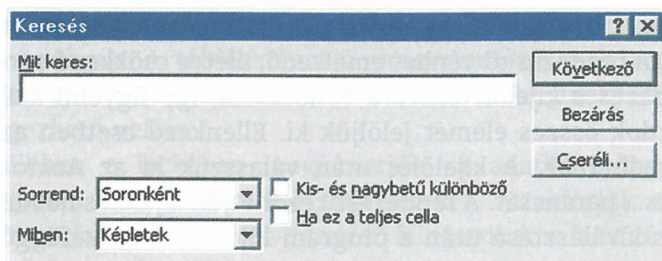 Keresés
Mit keres:
Következő
Bezárás
Cseréli...
Sorrend: Soronként
Kis- és nagybetű különböző
Miben: Képletek
Ha ez a teljes cella